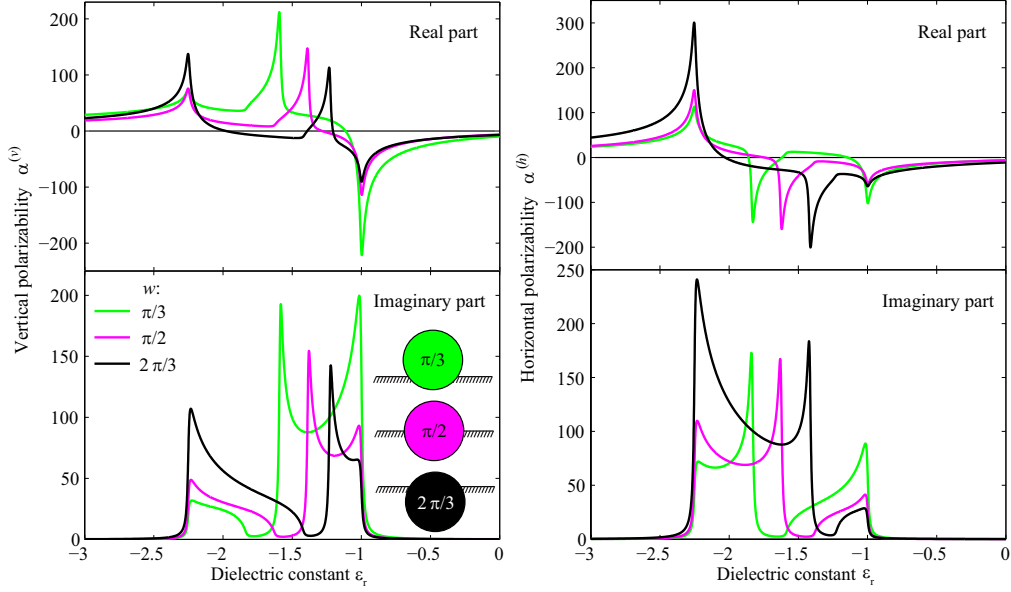 Vertical polarizability α⁽ᵛ⁾
200
100
0
−100
−200
Real part
200
150
100
50
0
−3
−2.5
−2
−1.5
−1
−0.5
0
Imaginary part
w:
π/3
π/2
2 π/3
π/3
π/2
2 π/3
Dielectric constant εᵣ
Horizontal polarizability α⁽ʰ⁾
300
200
100
0
−100
−200
Real part
250
200
150
100
50
0
−3
−2.5
−2
−1.5
−1
−0.5
0
Imaginary part
Dielectric constant εᵣ